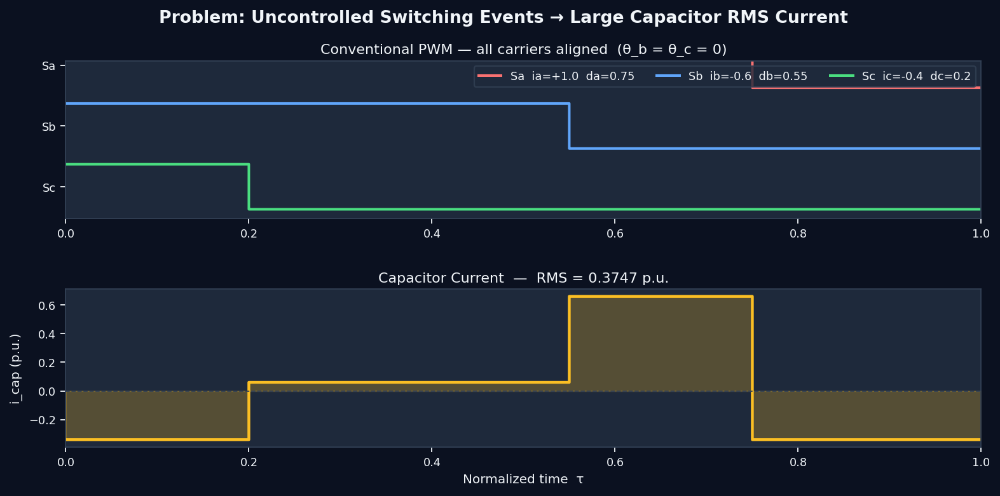 Problem: Uncontrolled Switching Events → Large Capacitor RMS Current
Conventional PWM — all carriers aligned  (θ_b = θ_c = 0)
Sa
Sb
Sc
Sa  ia=+1.0  da=0.75
Sb  ib=-0.6  db=0.55
Sc  ic=-0.4  dc=0.2
0.0 0.2 0.4 0.6 0.8 1.0
Capacitor Current  —  RMS = 0.3747 p.u.
i_cap (p.u.)
0.6
0.4
0.2
0.0
−0.2
0.0 0.2 0.4 0.6 0.8 1.0
Normalized time  τ